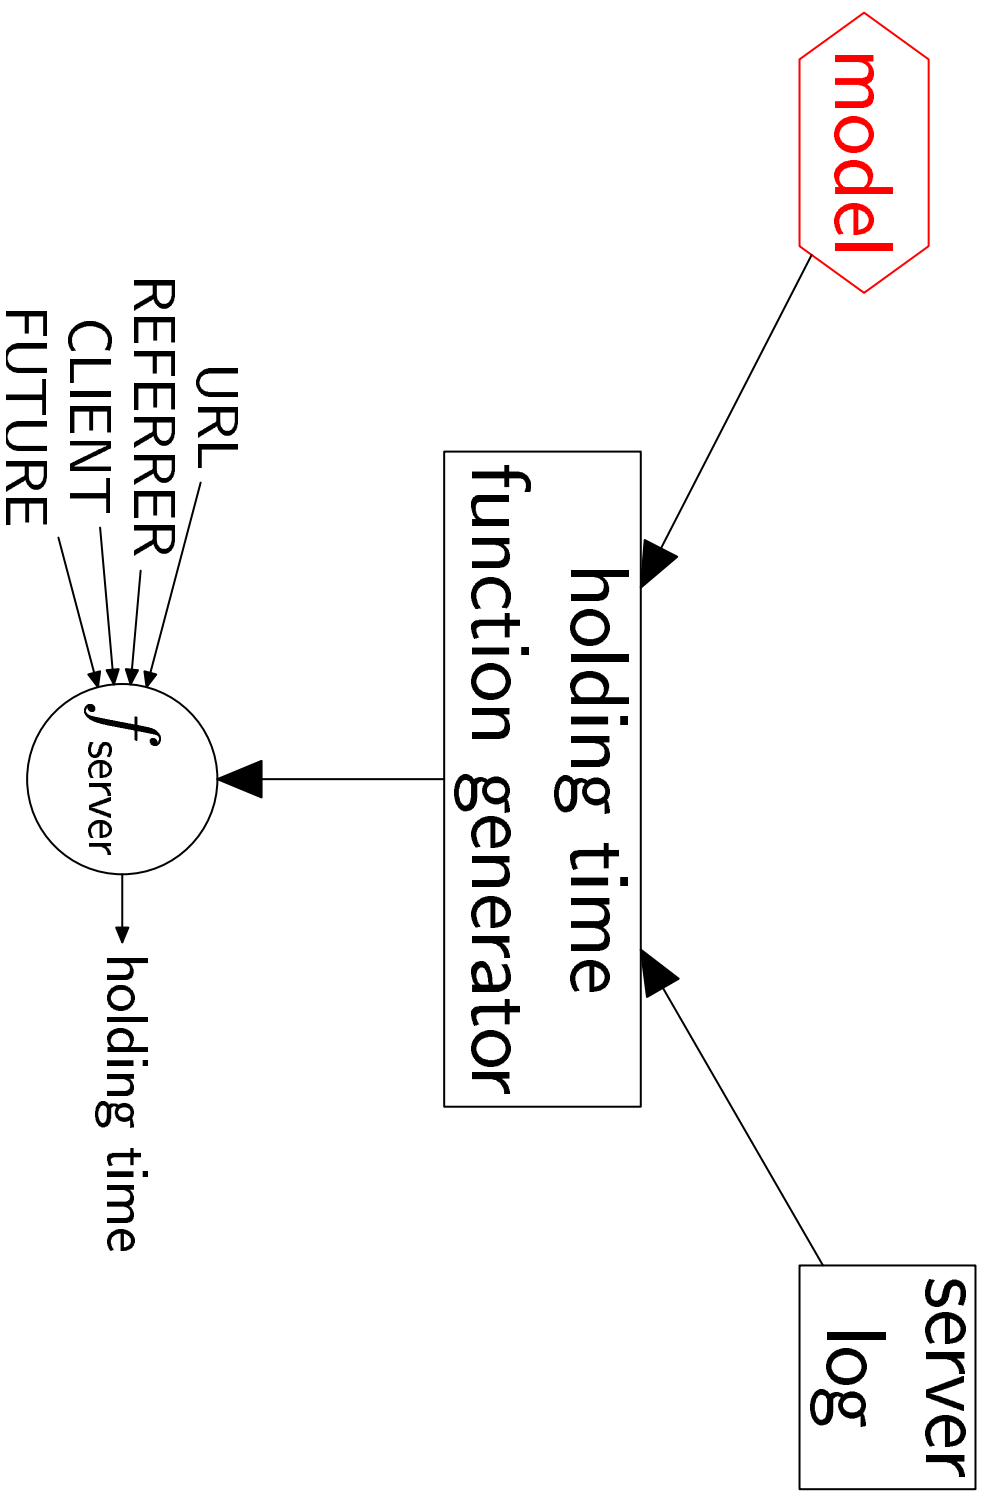 model
server
log
holding time
function generator
URL
REFERRER
CLIENT
FUTURE
f server
holding time